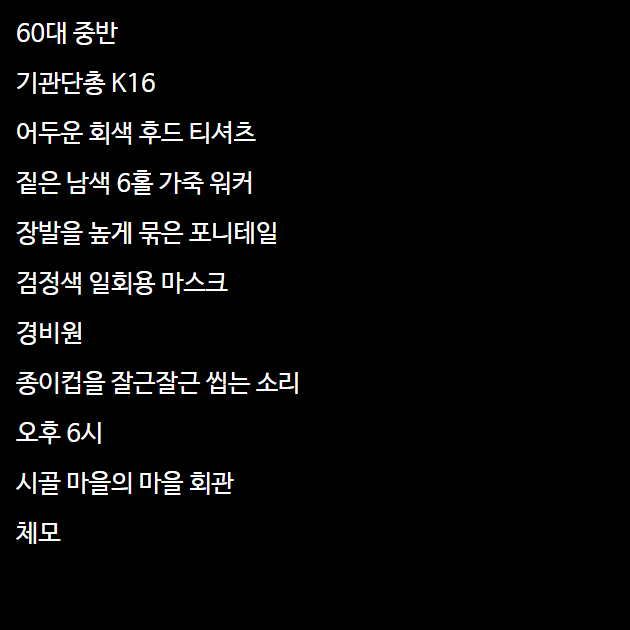 60대 중반
기관단총 K16
어두운 회색 후드 티셔츠
짙은 남색 6홀 가죽 워커
장발을 높게 묶은 포니테일
검정색 일회용 마스크
경비원
종이컵을 잘근잘근 씹는 소리
오후 6시
시골 마을의 마을 회관
체모